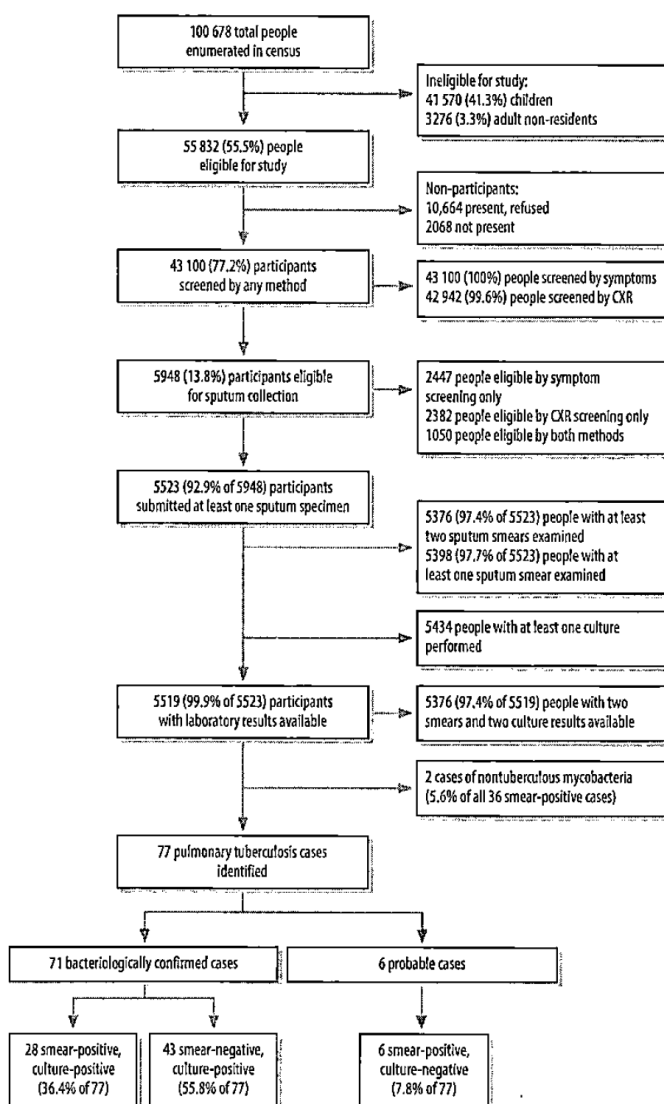 100 678 total people
enumerated in census
Ineligible for study:
41 570 (41.3%) children
3276 (3.3%) adult non-residents
55 832 (55.5%) people
eligible for study
Non-participants:
10,664 present, refused
2068 not present
43 100 (77.2%) participants
screened by any method
43 100 (100%) people screened by symptoms
42 942 (99.6%) people screened by CXR
5948 (13.8%) participants eligible
for sputum collection
2447 people eligible by symptom
screening only
2382 people eligible by CXR screening only
1050 people eligible by both methods
5523 (92.9% of 5948) participants
submitted at least one sputum specimen
5376 (97.4% of 5523) people with at least
two sputum smears examined
5398 (97.7% of 5523) people with at
least one sputum smear examined
5434 people with at least one culture
performed
5519 (99.9% of 5523) participants
with laboratory results available
5376 (97.4% of 5519) people with two
smears and two culture results available
2 cases of nontuberculous mycobacteria
(5.6% of all 36 smear-positive cases)
77 pulmonary tuberculosis cases
identified
71 bacteriologically confirmed cases
6 probable cases
28 smear-positive,
culture-positive
(36.4% of 77)
43 smear-negative,
culture-positive
(55.8% of 77)
6 smear-positive,
culture-negative
(7.8% of 77)